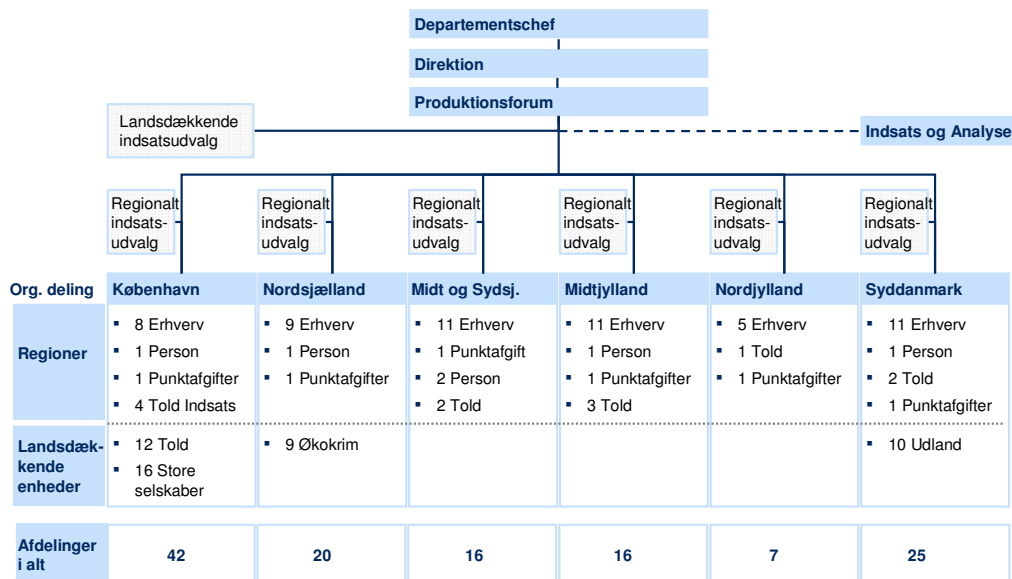 Departementschef
Direktion
Produktionsforum
Landsdækkende
indsatsudvalg
Indsats og Analyse
Regionalt
indsats-
udvalg
Regionalt
indsats-
udvalg
Regionalt
indsats-
udvalg
Regionalt
indsats-
udvalg
Regionalt
indsats-
udvalg
Regionalt
indsats-
udvalg
Org. deling
København
Nordsjælland
Midt og Sydsj.
Midtjylland
Nordjylland
Syddanmark
Regioner
▪ 8 Erhverv
▪ 1 Person
▪ 1 Punktafgifter
▪ 4 Told Indsats
▪ 9 Erhverv
▪ 1 Person
▪ 1 Punktafgifter
▪ 11 Erhverv
▪ 1 Punktafgift
▪ 2 Person
▪ 2 Told
▪ 11 Erhverv
▪ 1 Person
▪ 1 Punktafgifter
▪ 3 Told
▪ 5 Erhverv
▪ 1 Told
▪ 1 Punktafgifter
▪ 11 Erhverv
▪ 1 Person
▪ 2 Told
▪ 1 Punktafgifter
Landsdæk-
kende
enheder
▪ 12 Told
▪ 16 Store
selskaber
▪ 9 Økokrim
▪ 10 Udland
Afdelinger
i alt
42
20
16
16
7
25